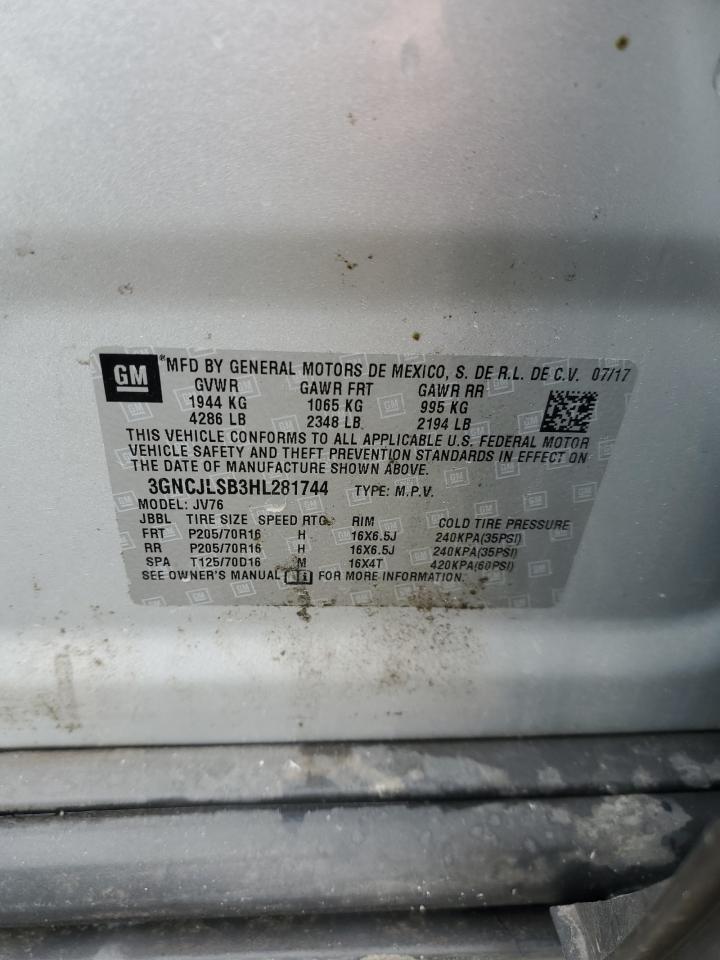 GM ®MFD BY GENERAL MOTORS DE MEXICO, S. DE R.L. DE C.V. 07/17
GVWR GAWR FRT GAWR RR
1944 KG 1065 KG 995 KG
4286 LB 2348 LB 2194 LB
THIS VEHICLE CONFORMS TO ALL APPLICABLE U.S. FEDERAL MOTOR
VEHICLE SAFETY AND THEFT PREVENTION STANDARDS IN EFFECT ON
THE DATE OF MANUFACTURE SHOWN ABOVE.
3GNCJLSB3HL281744 TYPE: M.P.V.
MODEL: JV76
JBBL TIRE SIZE SPEED RTG RIM COLD TIRE PRESSURE
FRT P205/70R16 H 16X6.5J 240KPA(35PSI)
RR P205/70R16 H 16X6.5J 240KPA(35PSI)
SPA T125/70D16 M 16X4T 420KPA(60PSI)
SEE OWNER'S MANUAL FOR MORE INFORMATION.